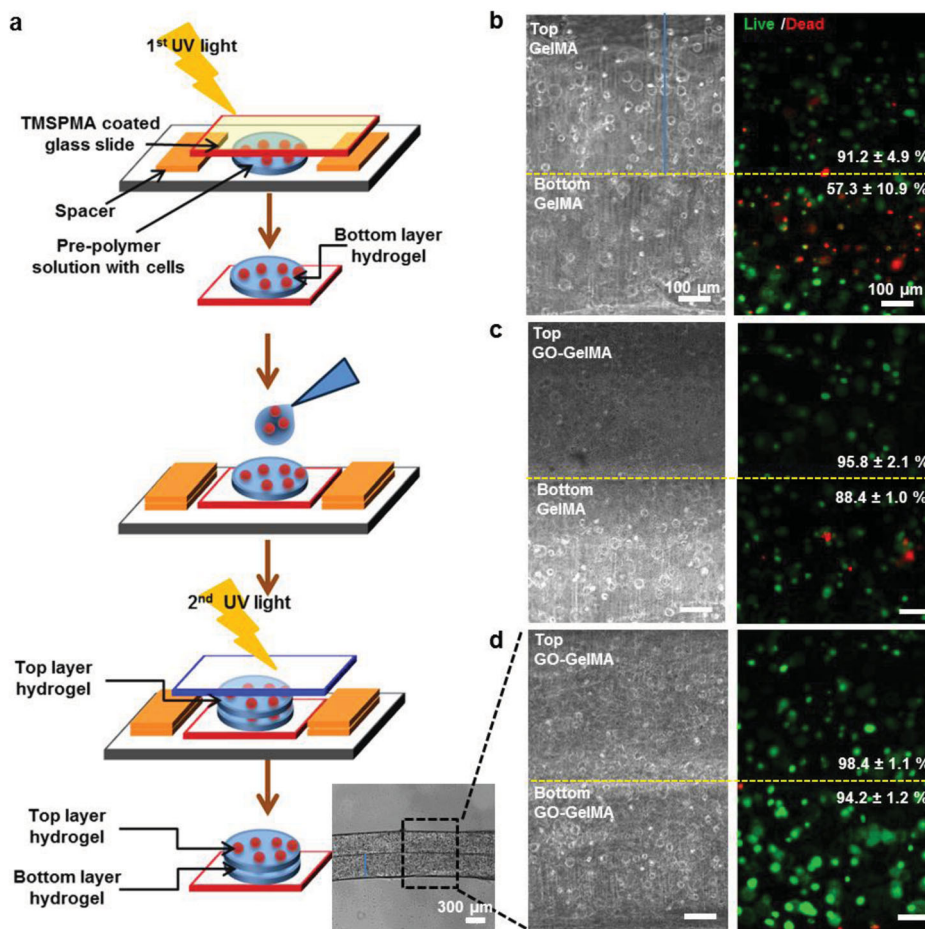 a
1st UV light
TMSPMA coated
glass slide
Spacer
Pre-polymer
solution with cells
Bottom layer
hydrogel
2nd UV light
Top layer
hydrogel
Top layer
hydrogel
Bottom layer
hydrogel
300 µm
b
Top
GelMA
Bottom
GelMA
100 µm
Live /Dead
91.2 ± 4.9 %
57.3 ± 10.9 %
100 µm
c
Top
GO-GelMA
Bottom
GelMA
95.8 ± 2.1 %
88.4 ± 1.0 %
d
Top
GO-GelMA
Bottom
GO-GelMA
98.4 ± 1.1 %
94.2 ± 1.2 %